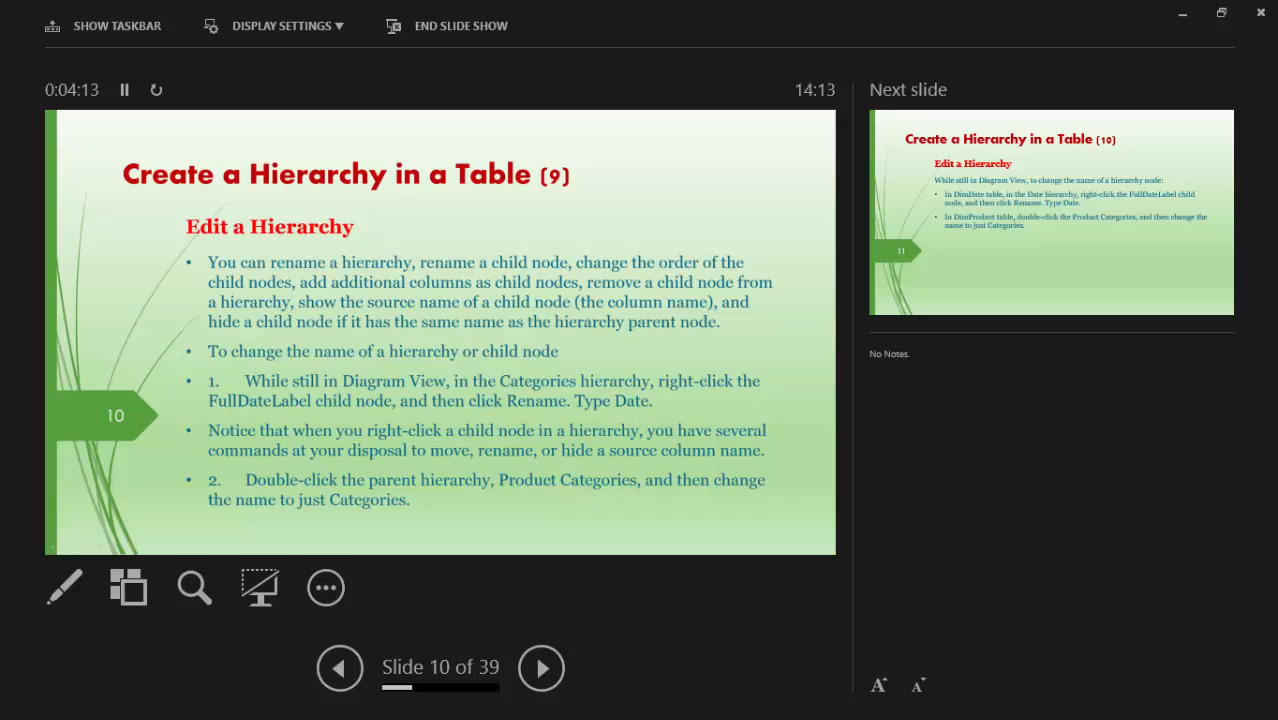 SHOW TASKBAR
DISPLAY SETTINGS ▼
END SLIDE SHOW
0:04:13
14:13
Create a Hierarchy in a Table (9)
Edit a Hierarchy
• You can rename a hierarchy, rename a child node, change the order of the
child nodes, add additional columns as child nodes, remove a child node from
a hierarchy, show the source name of a child node (the column name), and
hide a child node if it has the same name as the hierarchy parent node.
• To change the name of a hierarchy or child node
• 1. While still in Diagram View, in the Categories hierarchy, right-click the
FullDateLabel child node, and then click Rename. Type Date.
Notice that when you right-click a child node in a hierarchy, you have several
commands at your disposal to move, rename, or hide a source column name.
• 2. Double-click the parent hierarchy, Product Categories, and then change
the name to just Categories.
10
Slide 10 of 39
Next slide
Create a Hierarchy in a Table (10)
Edit a Hierarchy
While still in Diagram View, to change the name of a hierarchy node:
• In DimDate table, in the Date hierarchy, right-click the FullDateLabel child
node, and then click Rename. Type Date.
• In DimProduct table, double-click the Product Categories, and then change the
name to just Categories.
11
No Notes.
A A